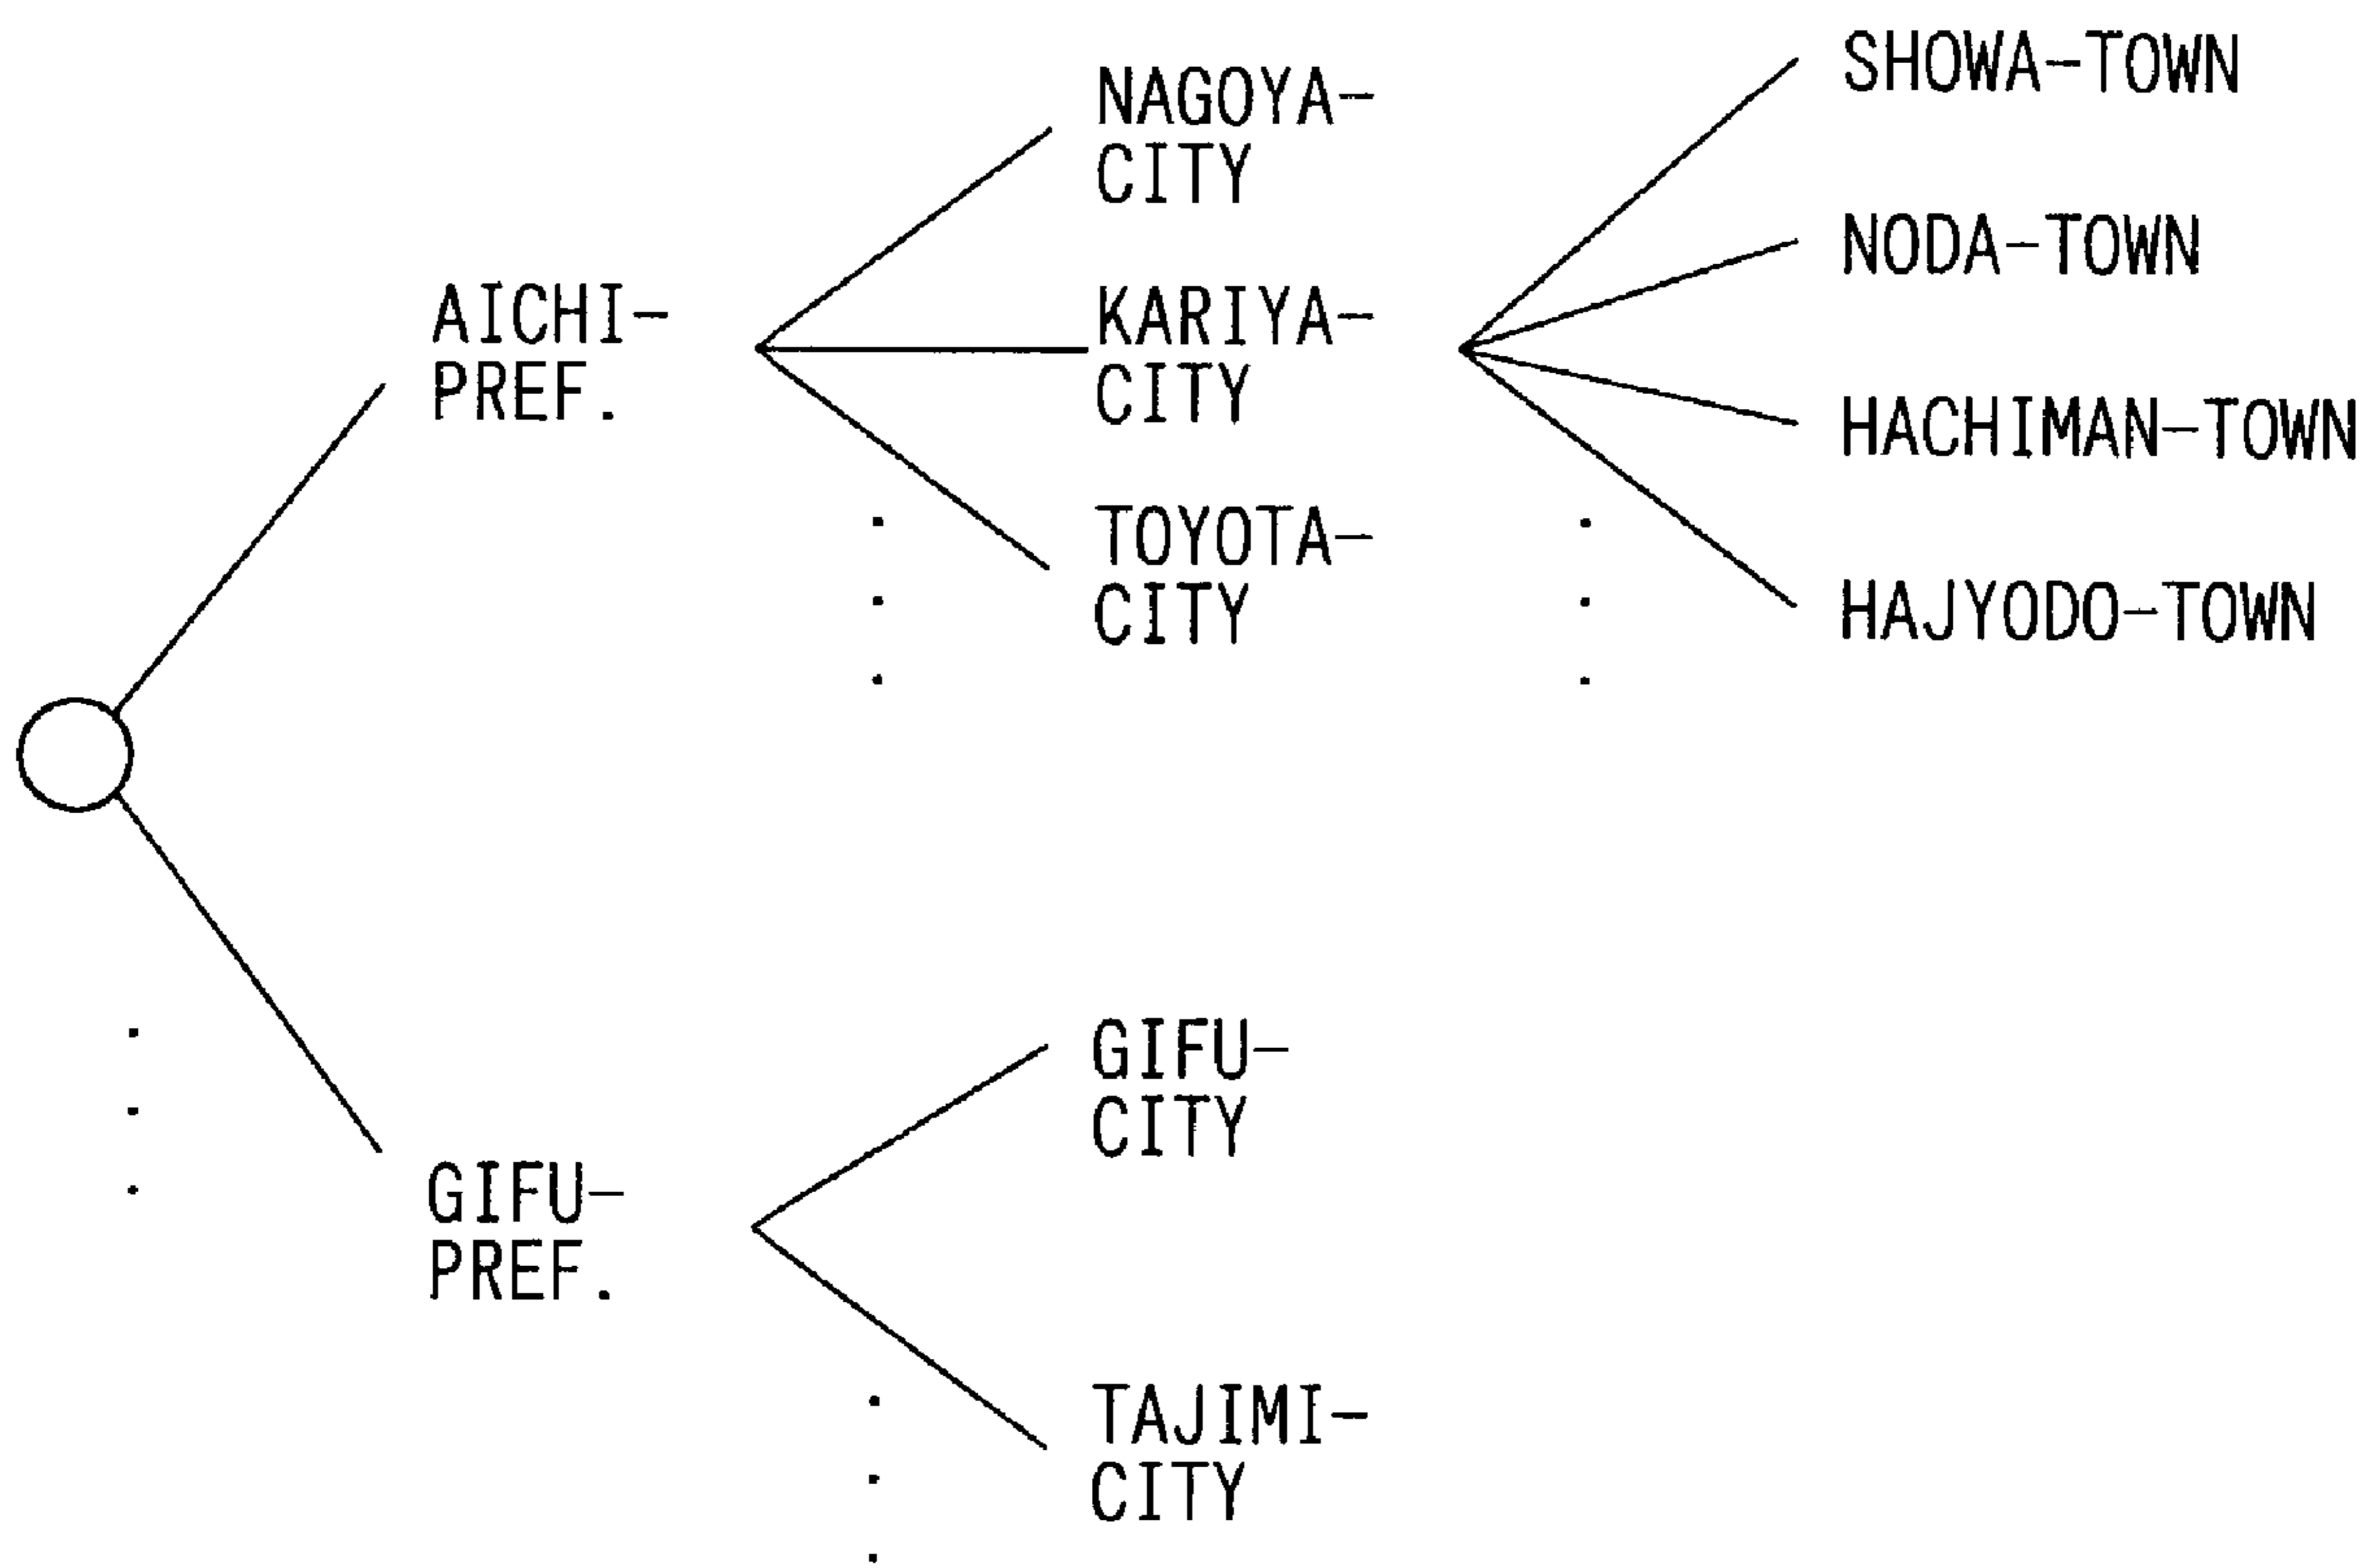 AICHI-
PREF.
NAGOYA-
CITY
KARIYA-
CITY
TOYOTA-
CITY
SHOWA-TOWN
NODA-TOWN
HACHIMAN-TOWN
HAJYODO-TOWN
GIFU-
PREF.
GIFU-
CITY
TAJIMI-
CITY